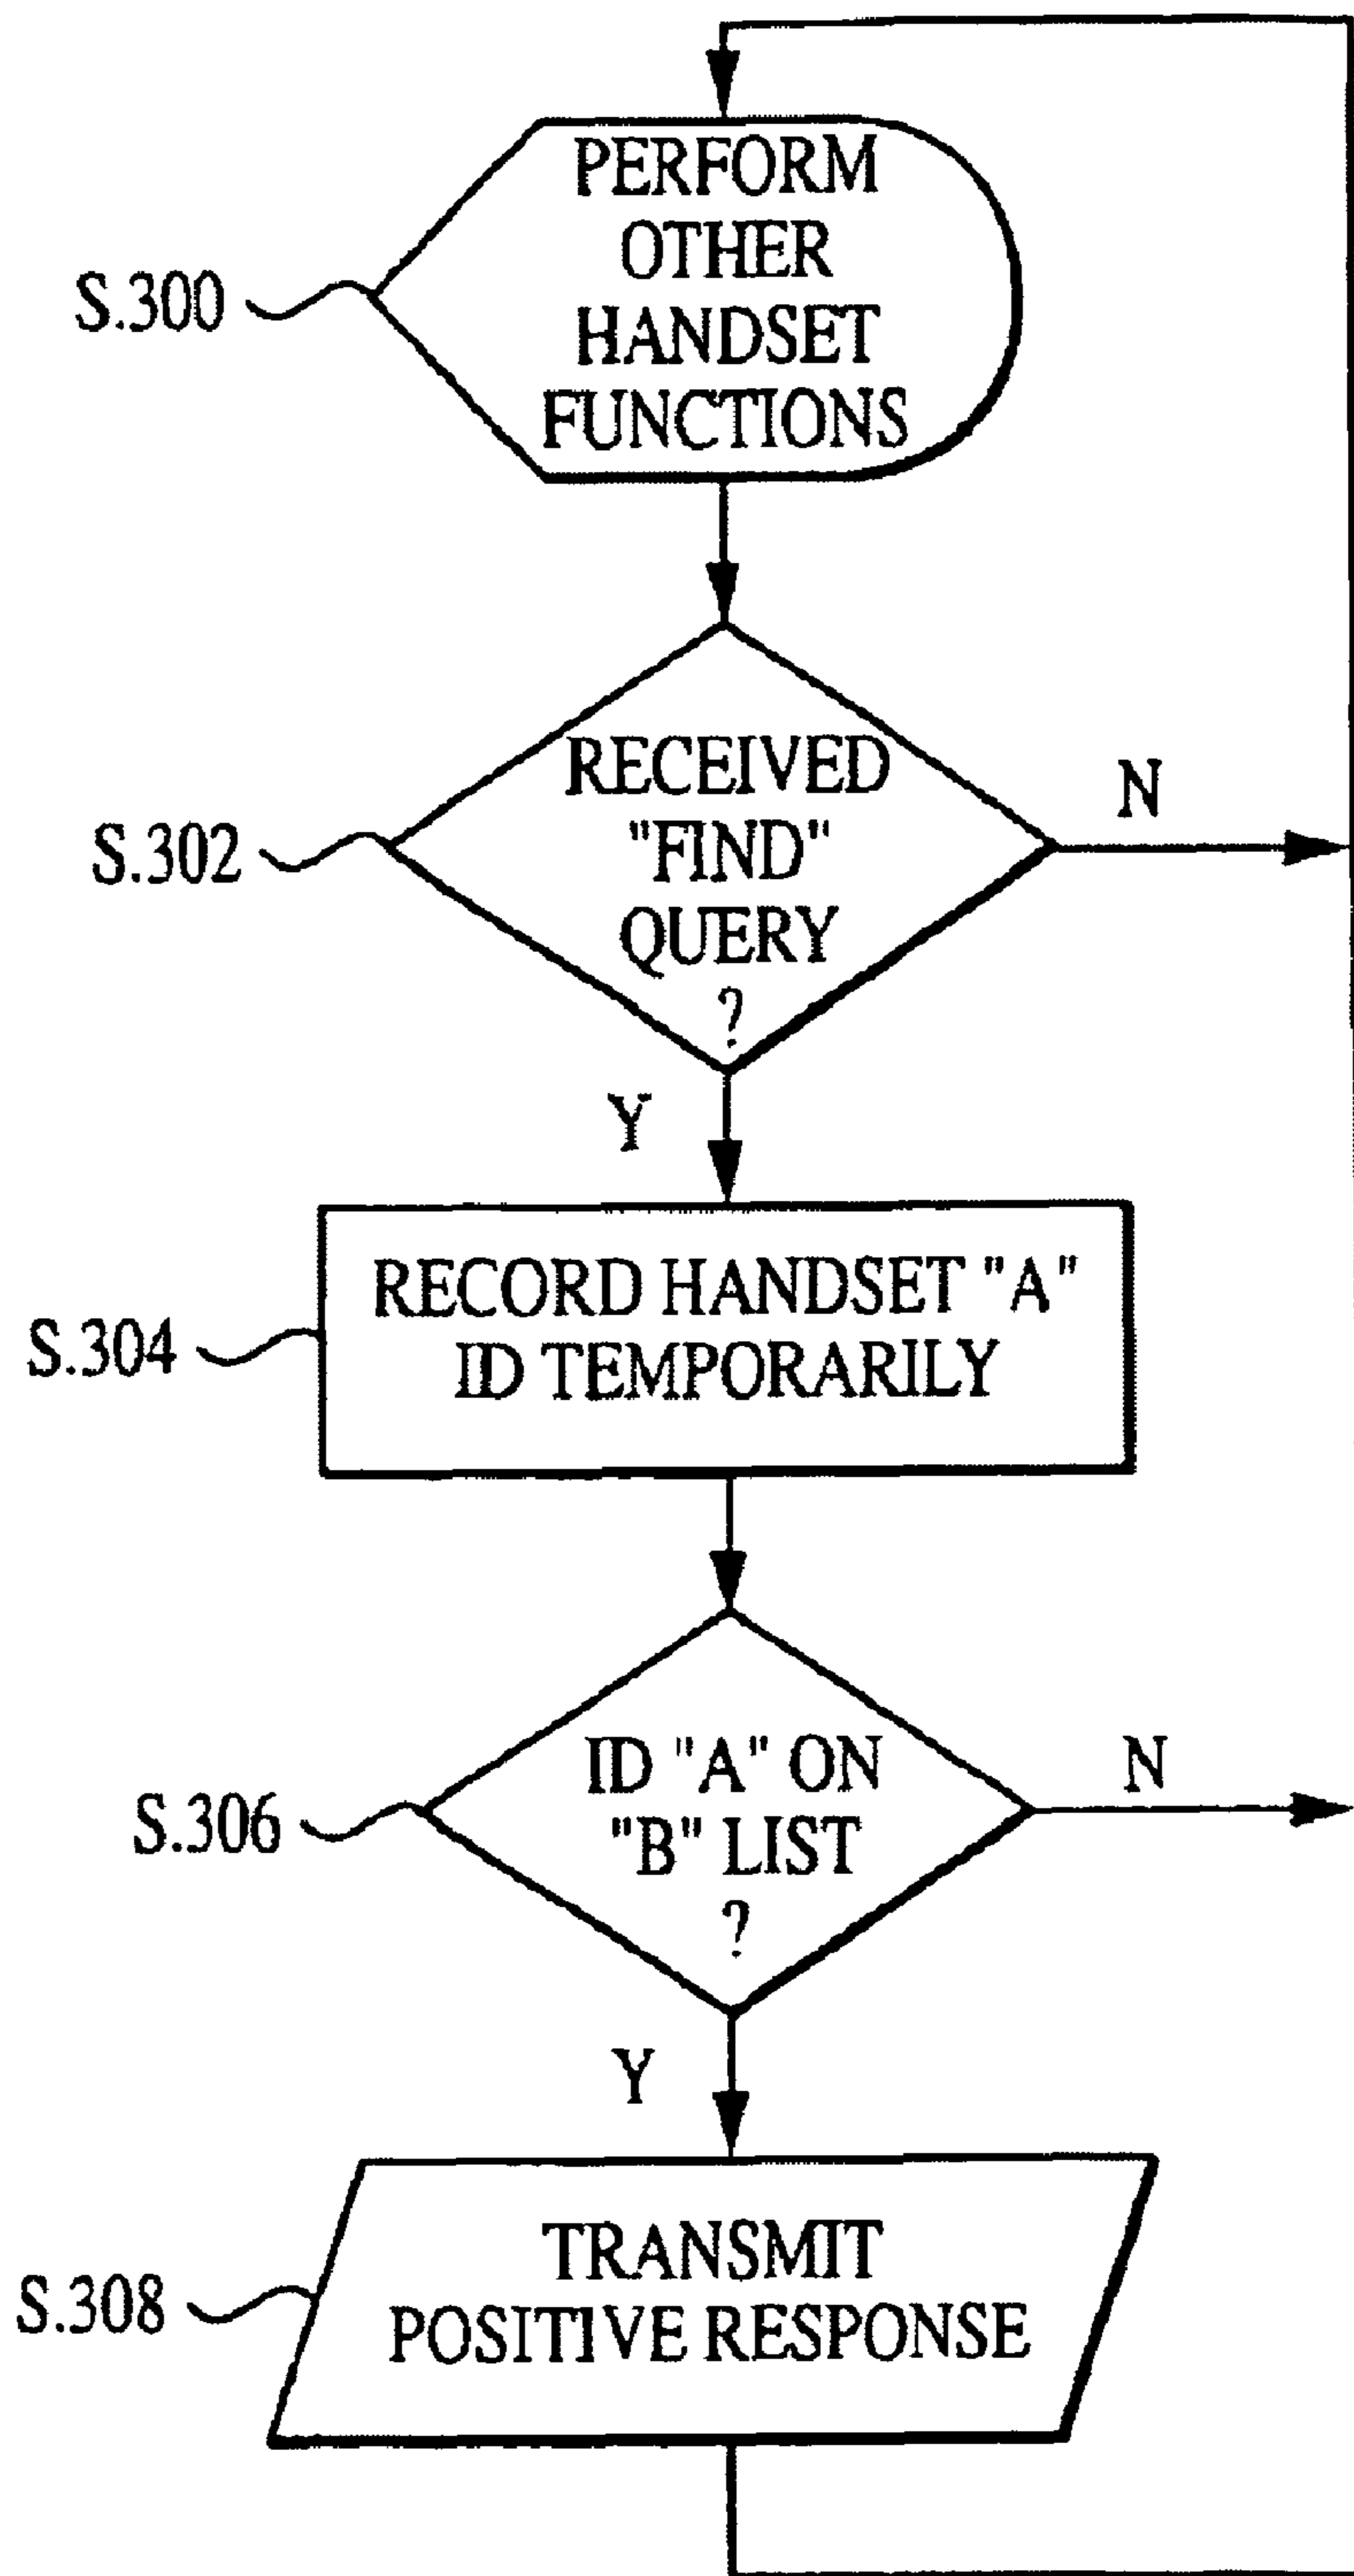 PERFORM
OTHER
HANDSET
FUNCTIONS
S.300
RECEIVED
"FIND"
QUERY
?
S.302
N
Y
RECORD HANDSET "A"
ID TEMPORARILY
S.304
ID "A" ON
"B" LIST
?
S.306
N
Y
TRANSMIT
POSITIVE RESPONSE
S.308